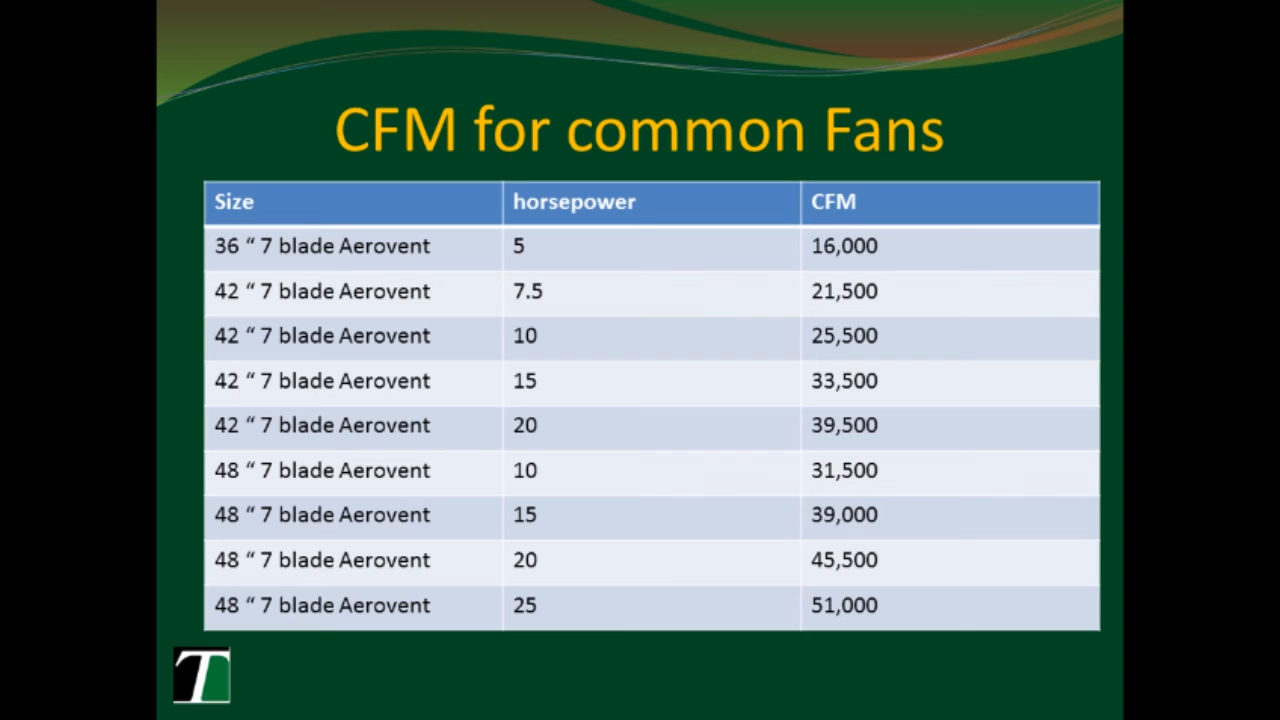 CFM for common Fans
Size horsepower CFM
36 “ 7 blade Aerovent 5 16,000
42 “ 7 blade Aerovent 7.5 21,500
42 “ 7 blade Aerovent 10 25,500
42 “ 7 blade Aerovent 15 33,500
42 “ 7 blade Aerovent 20 39,500
48 “ 7 blade Aerovent 10 31,500
48 “ 7 blade Aerovent 15 39,000
48 “ 7 blade Aerovent 20 45,500
48 “ 7 blade Aerovent 25 51,000
T